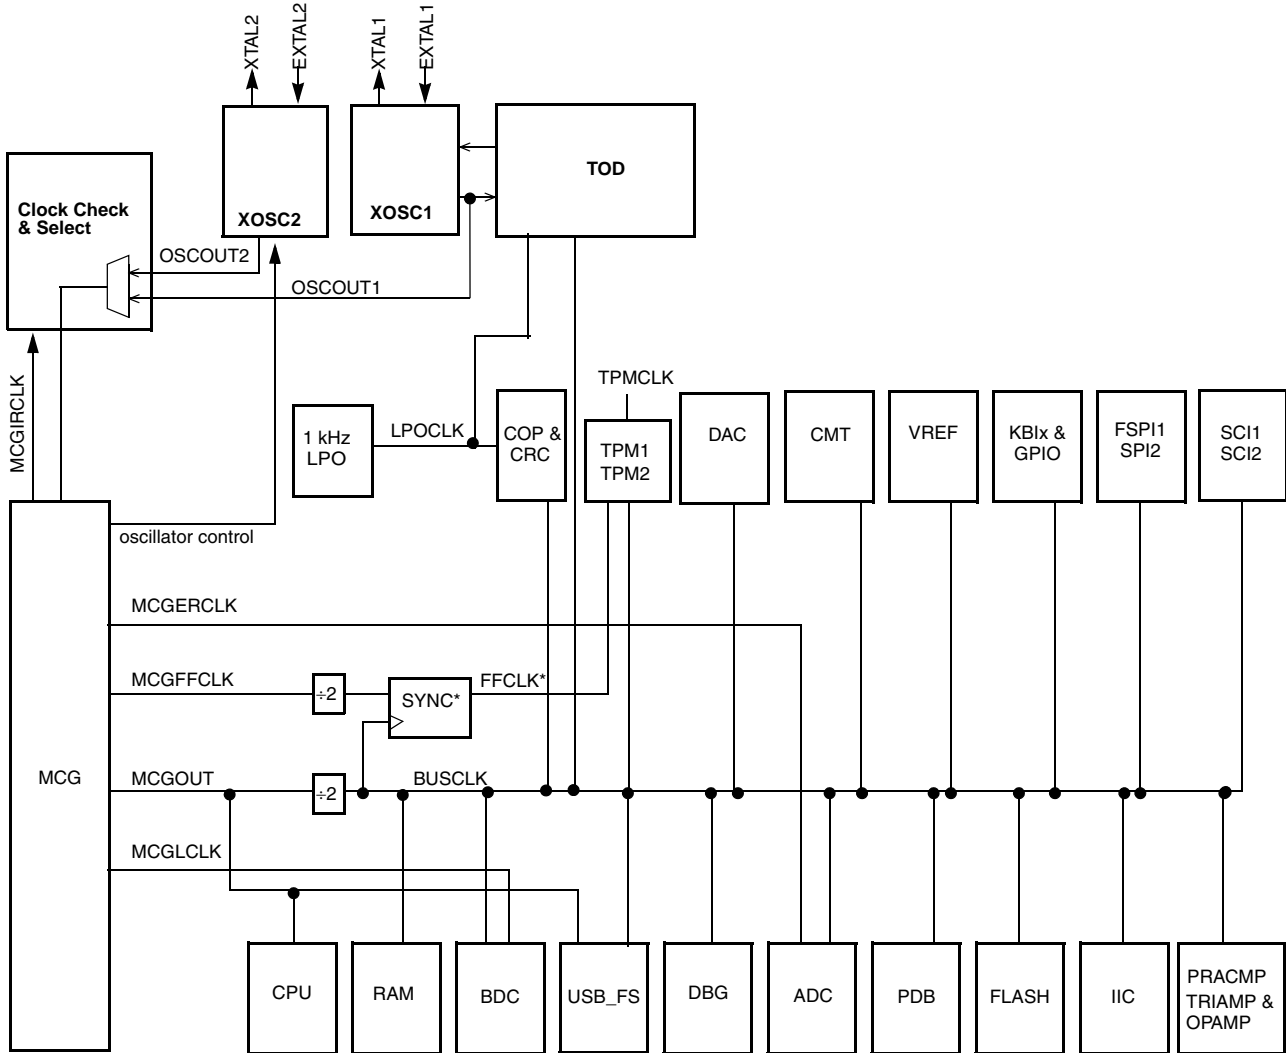 XTAL2
EXTAL2
XTAL1
EXTAL1
Clock Check
& Select
XOSC2
XOSC1
TOD
OSCOUT2
OSCOUT1
MCGIRCLK
TPMCLK
1 kHz
LPO
LPOCLK
COP &
CRC
TPM1
TPM2
DAC
CMT
VREF
KBIx &
GPIO
FSPI1
SPI2
SCI1
SCI2
oscillator control
MCGERCLK
MCGFFCLK
÷2
SYNC*
FFCLK*
MCG
MCGOUT
÷2
BUSCLK
MCGLCLK
CPU
RAM
BDC
USB_FS
DBG
ADC
PDB
FLASH
IIC
PRACMP
TRIAMP &
OPAMP